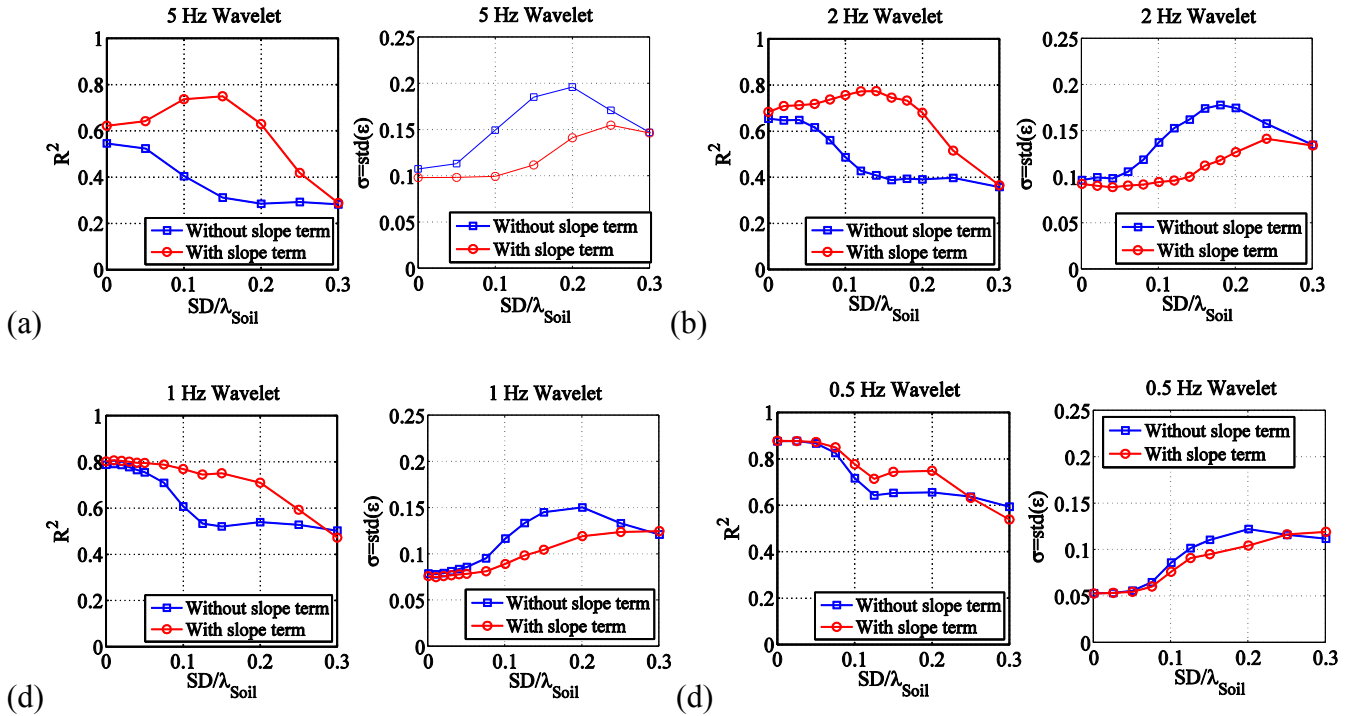 5 Hz Wavelet
R2
1
0.8
0.6
0.4
0.2
0
Without slope term
With slope term
0 0.1 0.2 0.3
SD/λSoil
5 Hz Wavelet
σ=std(ε)
0.25
0.2
0.15
0.1
0.05
0
Without slope term
With slope term
0 0.1 0.2 0.3
SD/λSoil
(a)
2 Hz Wavelet
R2
1
0.8
0.6
0.4
0.2
0
Without slope term
With slope term
0 0.1 0.2 0.3
SD/λSoil
2 Hz Wavelet
σ=std(ε)
0.25
0.2
0.15
0.1
0.05
0
Without slope term
With slope term
0 0.1 0.2 0.3
SD/λSoil
(b)
1 Hz Wavelet
R2
1
0.8
0.6
0.4
0.2
0
Without slope term
With slope term
0 0.1 0.2 0.3
SD/λSoil
1 Hz Wavelet
σ=std(ε)
0.25
0.2
0.15
0.1
0.05
0
Without slope term
With slope term
0 0.1 0.2 0.3
SD/λSoil
(d)
0.5 Hz Wavelet
R2
1
0.8
0.6
0.4
0.2
0
Without slope term
With slope term
0 0.1 0.2 0.3
SD/λSoil
0.5 Hz Wavelet
σ=std(ε)
0.25
0.2
0.15
0.1
0.05
0
Without slope term
With slope term
0 0.1 0.2 0.3
SD/λSoil
(d)